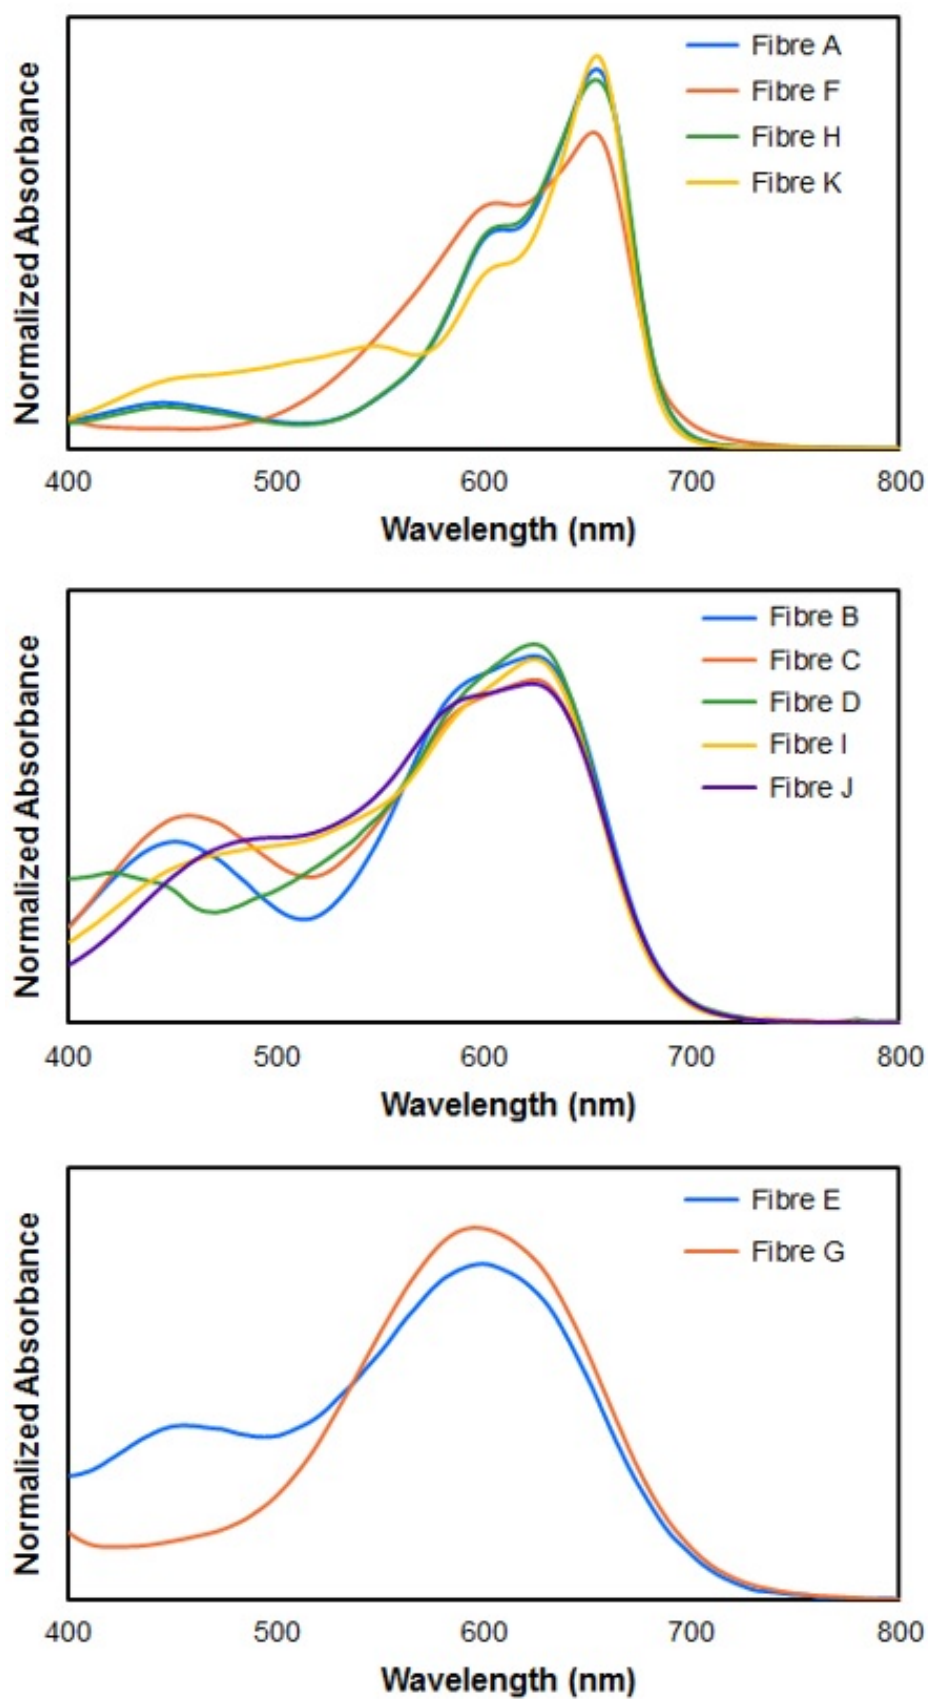 Normalized Absorbance
Fibre A
Fibre F
Fibre H
Fibre K
400 500 600 700 800
Wavelength (nm)
Normalized Absorbance
Fibre B
Fibre C
Fibre D
Fibre I
Fibre J
400 500 600 700 800
Wavelength (nm)
Normalized Absorbance
Fibre E
Fibre G
400 500 600 700 800
Wavelength (nm)